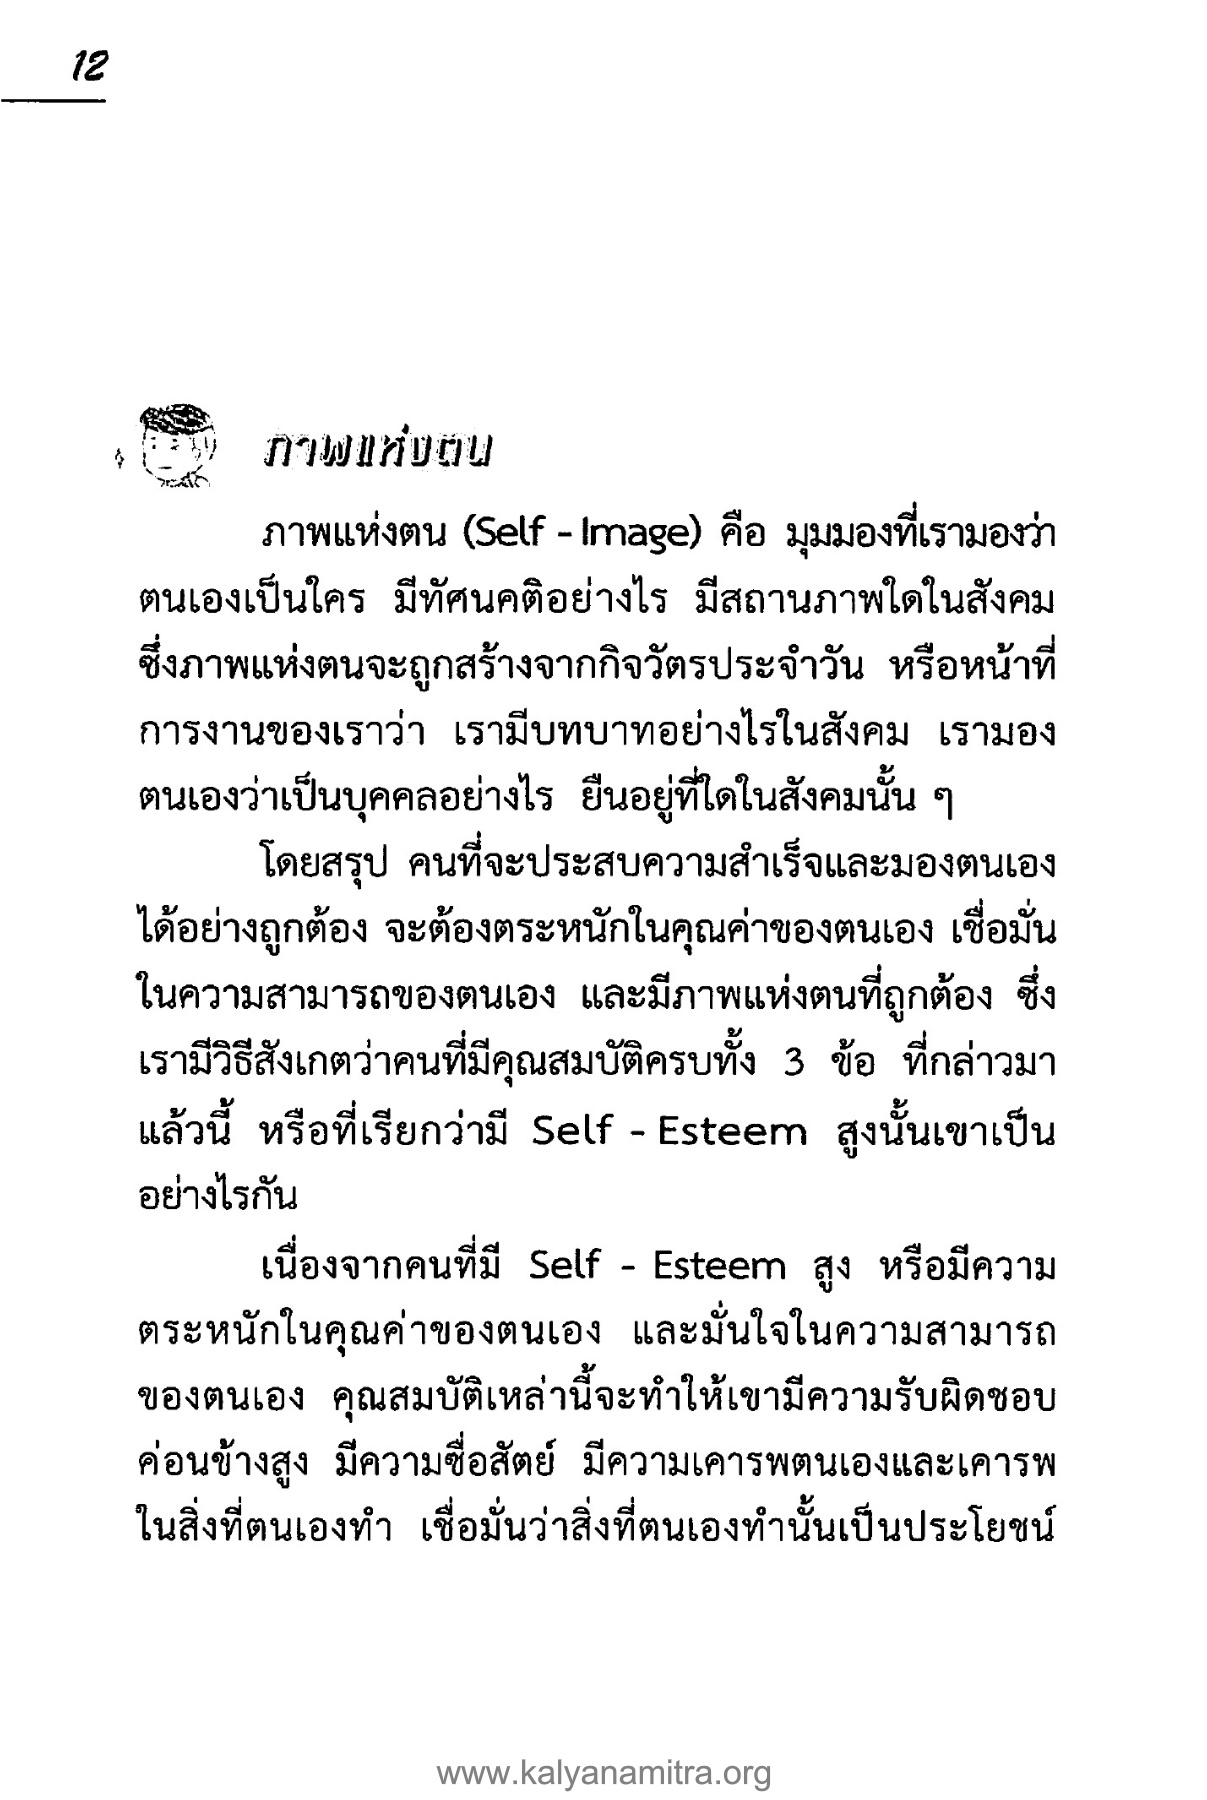 12
ภาพแห่งตน
ภาพแห่งตน (Self - Image) คือ มุมมองที่เรามองว่า
ตนเองเป็นใคร มีทัศนคติอย่างไร มีสถานภาพใดในสังคม
ซึ่งภาพแห่งตนจะถูกสร้างจากกิจวัตรประจำวัน หรือหน้าที่
การงานของเราว่า เรามีบทบาทอย่างไรในสังคม เรามอง
ตนเองว่าเป็นบุคคลอย่างไร ยืนอยู่ที่ใดในสังคมนั้น ๆ
โดยสรุป คนที่จะประสบความสำเร็จและมองตนเอง
ได้อย่างถูกต้อง จะต้องตระหนักในคุณค่าของตนเอง เชื่อมั่น
ในความสามารถของตนเอง และมีภาพแห่งตนที่ถูกต้อง ซึ่ง
เรามีวิธีสังเกตว่าคนที่มีคุณสมบัติครบทั้ง 3 ข้อ ที่กล่าวมา
แล้วนี้ หรือที่เรียกว่ามี Self - Esteem สูงนั้นเขาเป็น
อย่างไรกัน
เนื่องจากคนที่มี Self - Esteem สูง หรือมีความ
ตระหนักในคุณค่าของตนเอง และมั่นใจในความสามารถ
ของตนเอง คุณสมบัติเหล่านี้จะทำให้เขามีความรับผิดชอบ
ค่อนข้างสูง มีความซื่อสัตย์ มีความเคารพตนเองและเคารพ
ในสิ่งที่ตนเองทำ เชื่อมั่นว่าสิ่งที่ตนเองทำนั้นเป็นประโยชน์
www.kalyanamitra.org